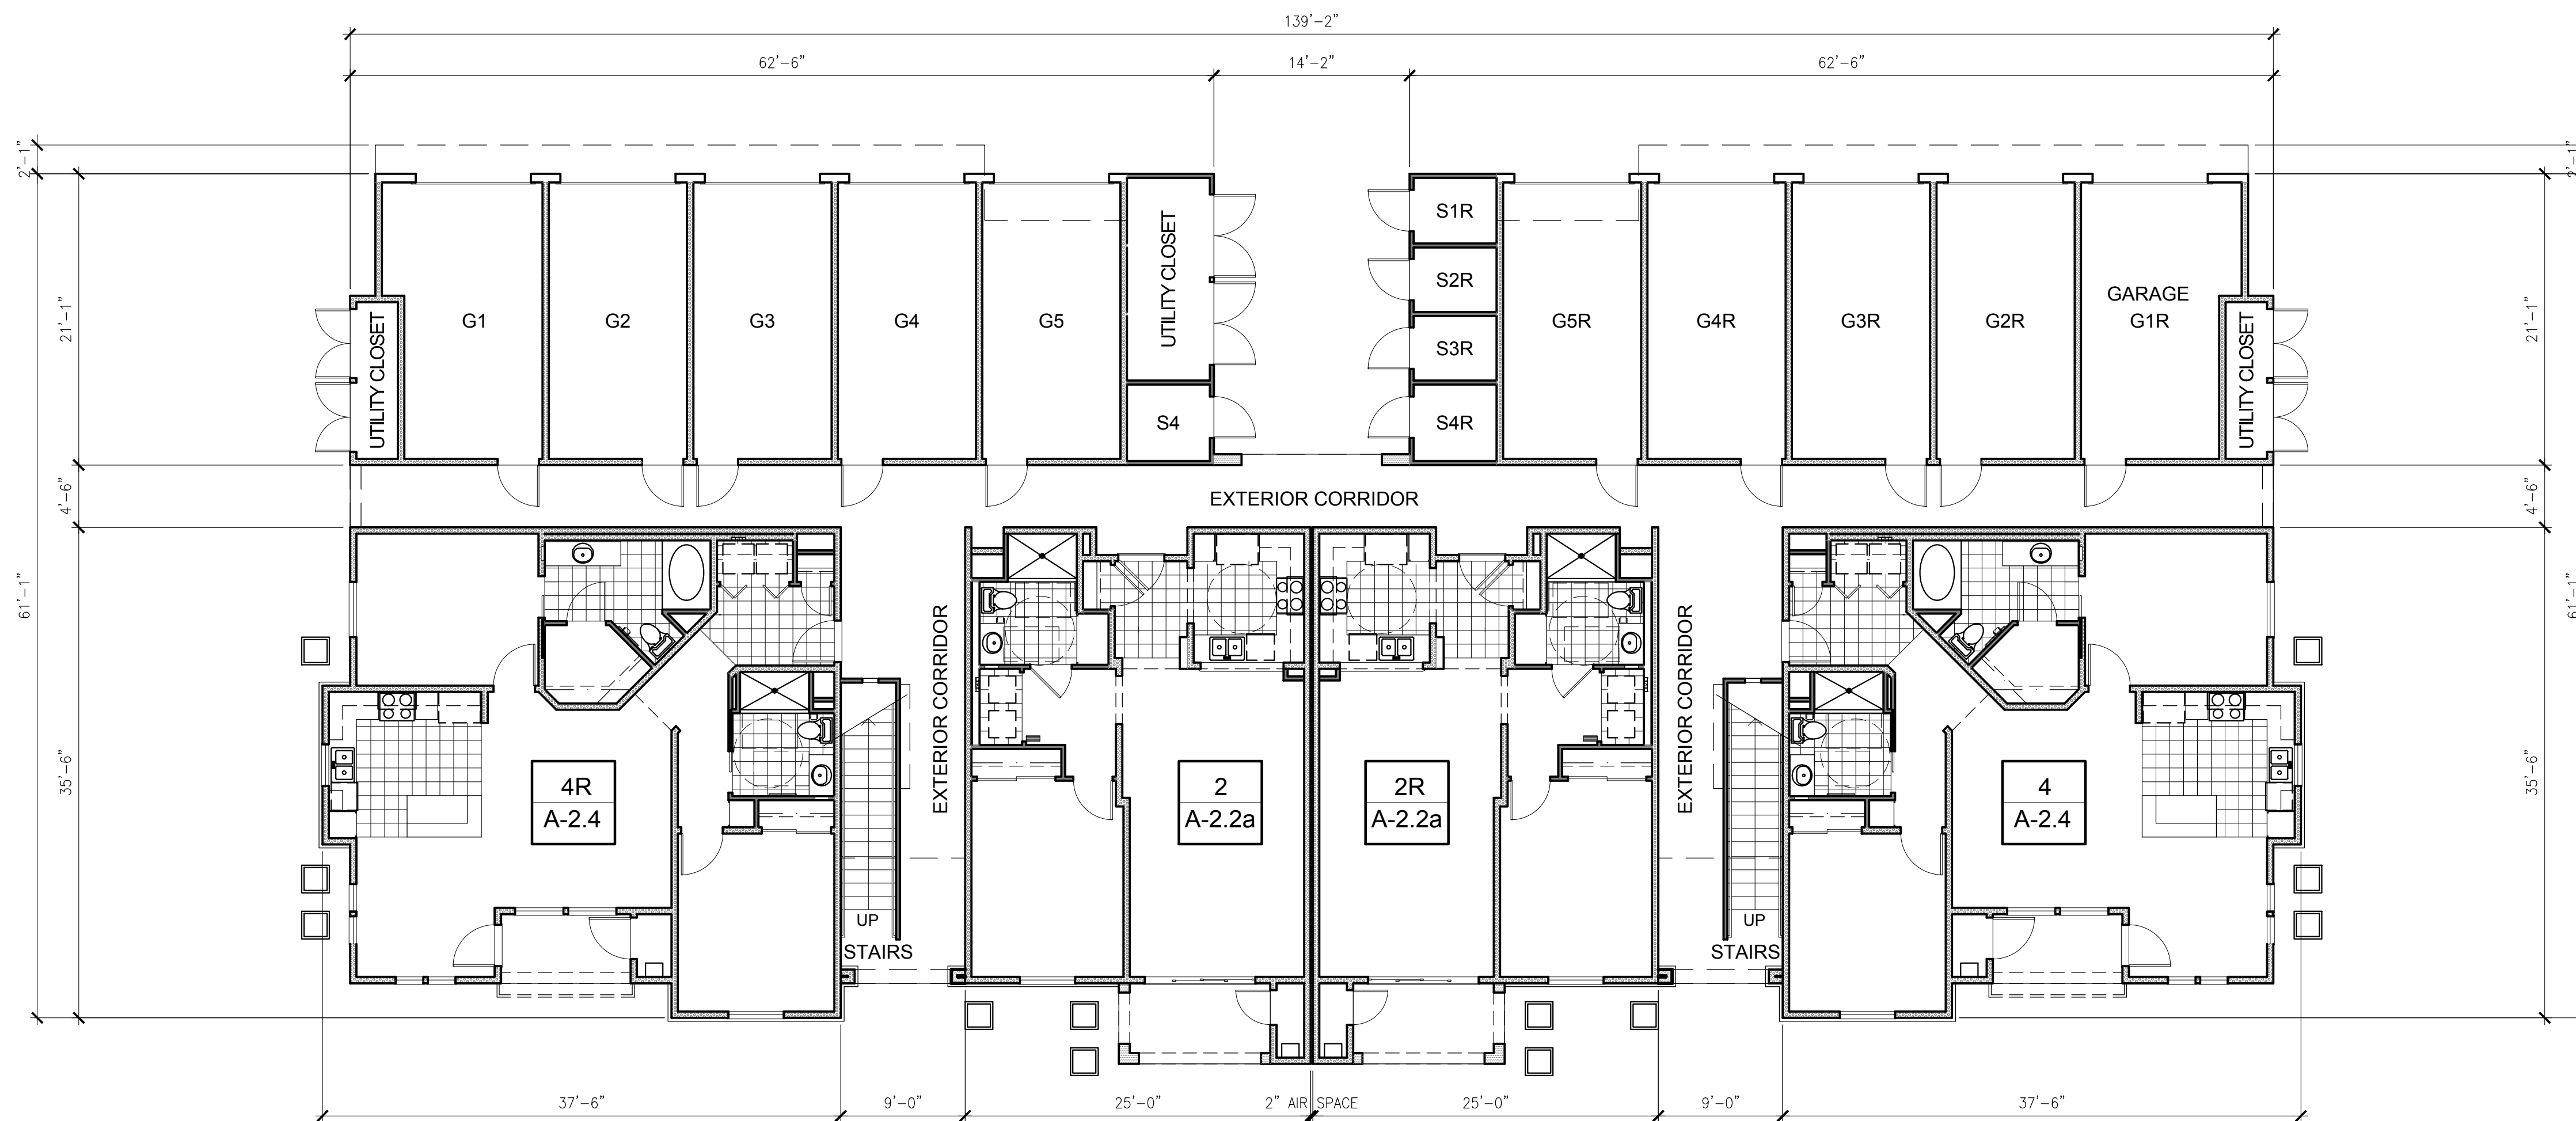 139'-2"
62'-6"
14'-2"
62'-6"
2'-1"
2'-1"
21'-1"
21'-1"
UTILITY CLOSET
G1
G2
G3
G4
G5
UTILITY CLOSET
S4
S1R
S2R
S3R
S4R
G5R
G4R
G3R
G2R
GARAGE
G1R
UTILITY CLOSET
4'-6"
4'-6"
EXTERIOR CORRIDOR
61'-1"
61'-1"
35'-6"
35'-6"
EXTERIOR CORRIDOR
EXTERIOR CORRIDOR
4R
A-2.4
2
A-2.2a
2R
A-2.2a
4
A-2.4
UP
STAIRS
UP
STAIRS
37'-6"
9'-0"
25'-0"
2" AIR SPACE
25'-0"
9'-0"
37'-6"